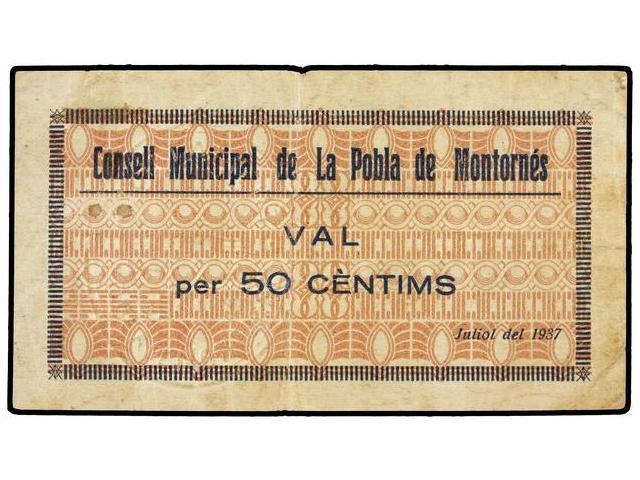 Consell Municipal de La Pobla de Montornés
VAL
per 50 CÈNTIMS
Juliol del 1937